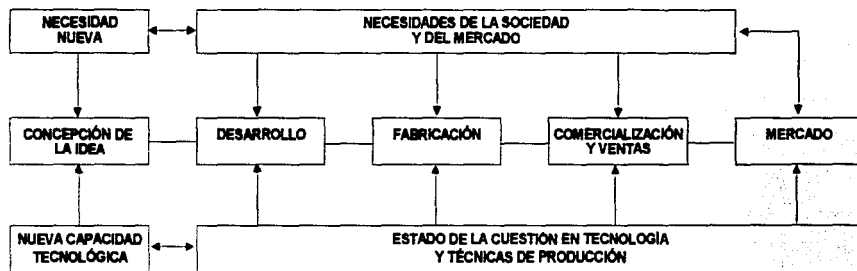 NECESIDAD
NUEVA
NECESIDADES DE LA SOCIEDAD
Y DEL MERCADO
CONCEPCIÓN DE
LA IDEA
DESARROLLO
FABRICACIÓN
COMERCIALIZACIÓN
Y VENTAS
MERCADO
NUEVA CAPACIDAD
TECNOLÓGICA
ESTADO DE LA CUESTIÓN EN TECNOLOGÍA
Y TÉCNICAS DE PRODUCCIÓN